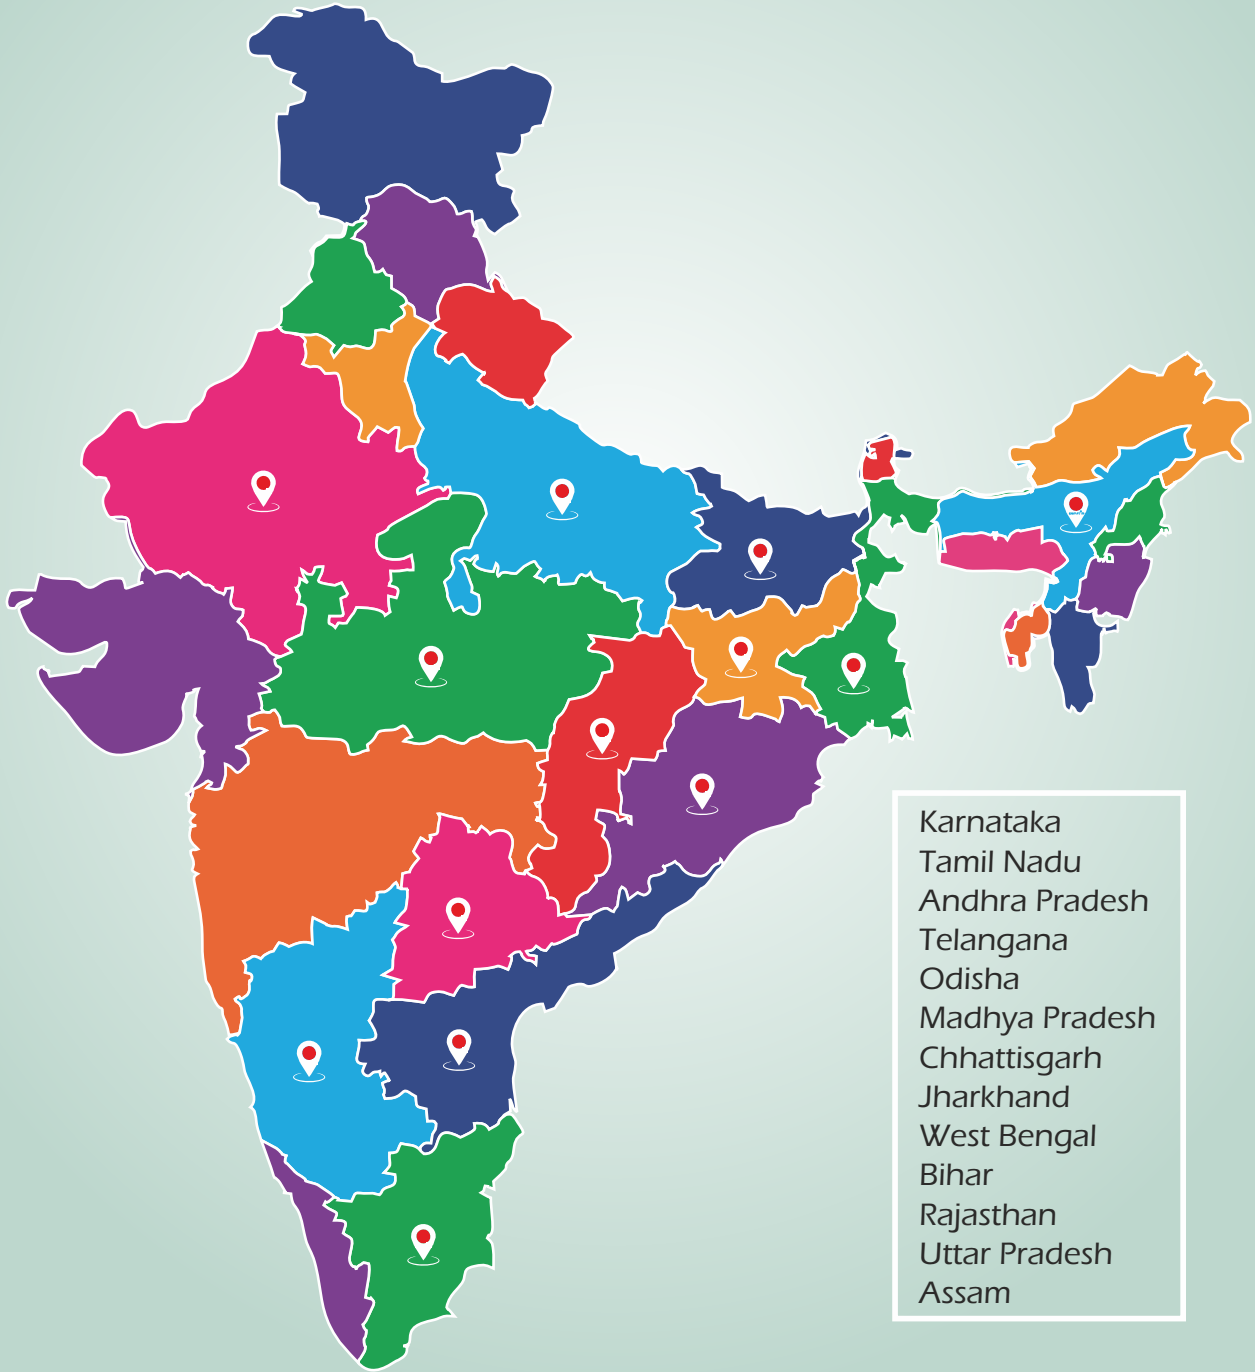 Karnataka
Tamil Nadu
Andhra Pradesh
Telangana
Odisha
Madhya Pradesh
Chhattisgarh
Jharkhand
West Bengal
Bihar
Rajasthan
Uttar Pradesh
Assam